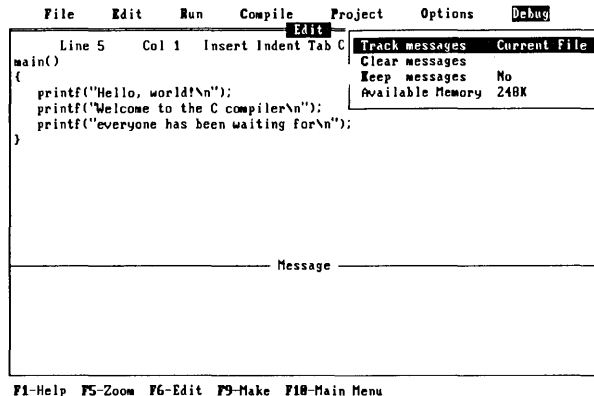 File Edit Run Compile Project Options Debug
Edit
Line 5 Col 1 Insert Indent Tab C
Track messages Current File
Clear messages
Keep messages No
Available Memory 248K
main()
{
printf("Hello, world!\n");
printf("Welcome to the C compiler\n");
printf("everyone has been waiting for\n");
}
Message
F1-Help F5-Zoom F6-Edit F9-Make F10-Main Menu